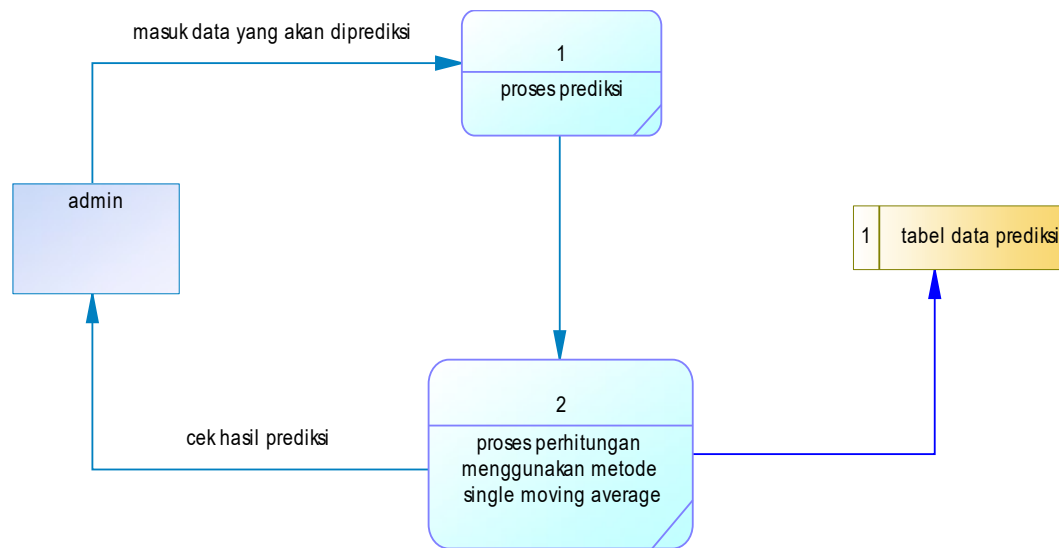 masuk data yang akan diprediksi
1
proses prediksi
admin
1
tabel data prediksi
2
cek hasil prediksi
proses perhitungan
menggunakan metode
single moving average